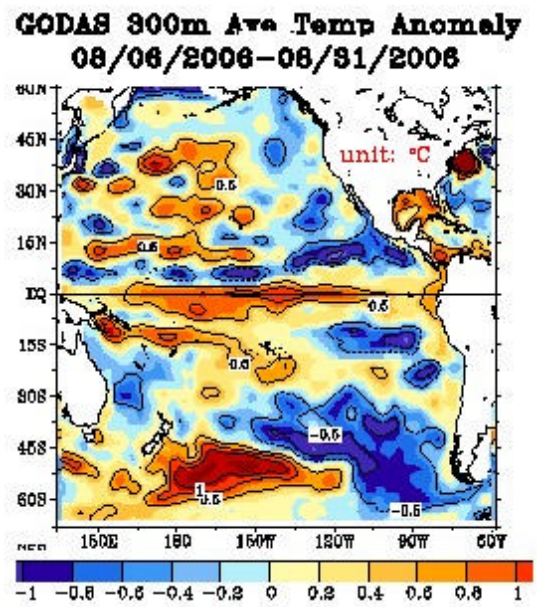 GODAS 300m Ave Temp Anomaly
08/06/2006-08/31/2006
60N
45N
unit: °C
30N
0.5
15N
0.5
EQ
0.5
15S
0.5
30S
-0.5
45S
1
0.5
60S
-0.5
150E 180 150W 120W 90W 60W
-1 -0.8 -0.6 -0.4 -0.2 0 0.2 0.4 0.6 0.8 1